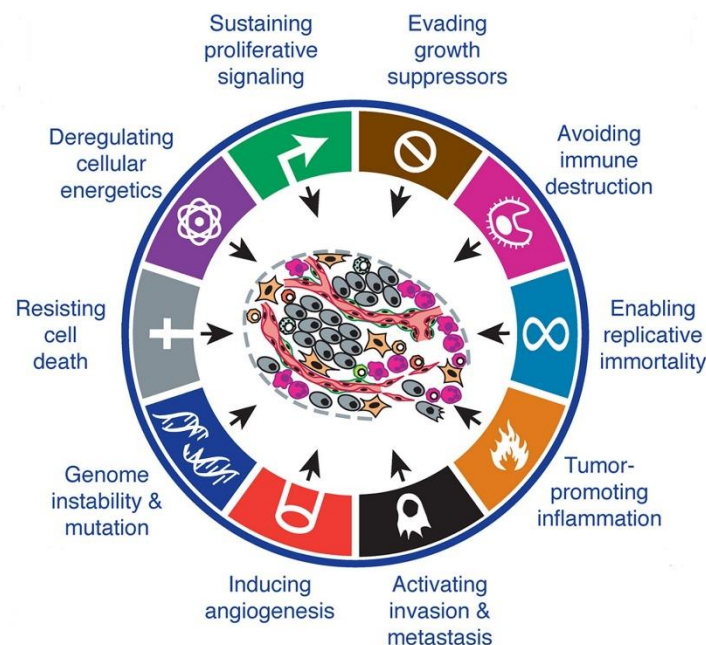 Sustaining
proliferative
signaling
Evading
growth
suppressors
Avoiding
immune
destruction
Enabling
replicative
immortality
Tumor-
promoting
inflammation
Activating
invasion &
metastasis
Inducing
angiogenesis
Genome
instability &
mutation
Resisting
cell
death
Deregulating
cellular
energetics